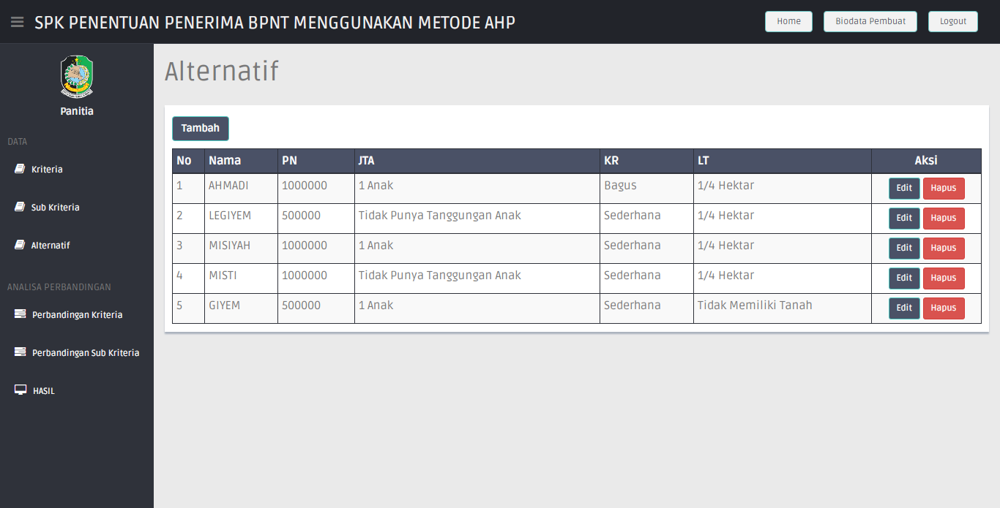 SPK PENENTUAN PENERIMA BPNT MENGGUNAKAN METODE AHP
Home Biodata Pembuat Logout
Panitia
DATA
Kriteria
Sub Kriteria
Alternatif
ANALISA PERBANDINGAN
Perbandingan Kriteria
Perbandingan Sub Kriteria
HASIL
Alternatif
Tambah
No Nama PN JTA KR LT Aksi
1 AHMADI 1000000 1 Anak Bagus 1/4 Hektar Edit Hapus
2 LEGIYEM 500000 Tidak Punya Tanggungan Anak Sederhana 1/4 Hektar Edit Hapus
3 MISIYAH 1000000 1 Anak Sederhana 1/4 Hektar Edit Hapus
4 MISTI 1000000 Tidak Punya Tanggungan Anak Sederhana 1/4 Hektar Edit Hapus
5 GIYEM 500000 1 Anak Sederhana Tidak Memiliki Tanah Edit Hapus